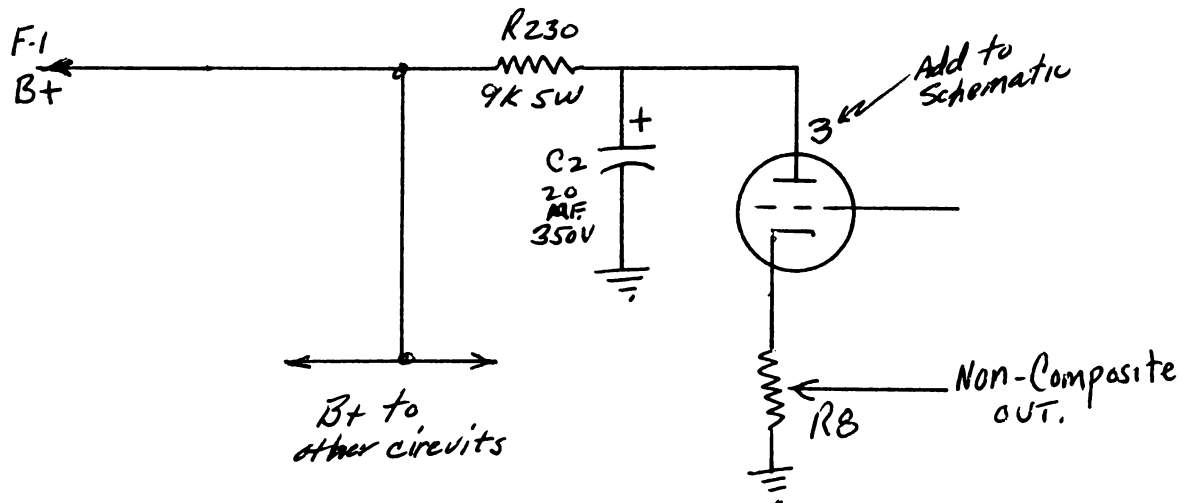 F-1
B+
R230
9K 5W
+
C2
20
MF.
350V
3
Add to
Schematic
B+ to
other circuits
R8
Non-Composite
OUT.